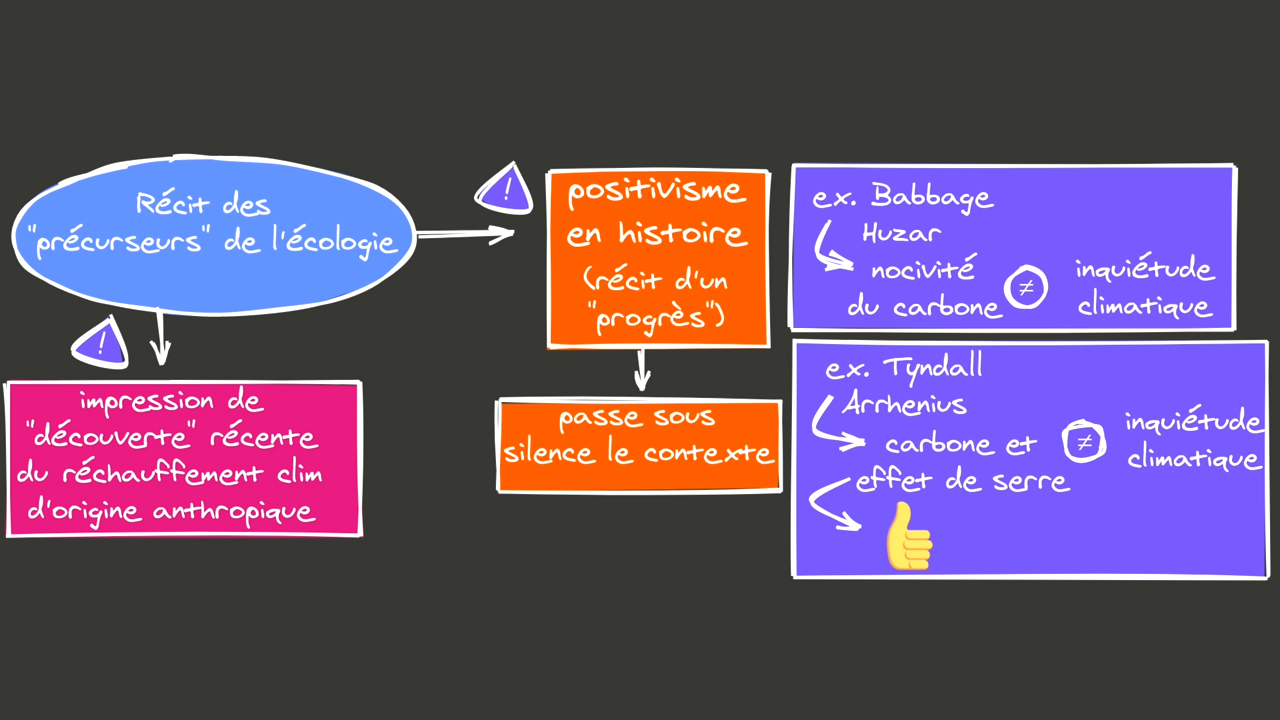 Récit des
"précurseurs" de l'écologie
!
impression de
"découverte" récente
du réchauffement clim
d'origine anthropique
!
positivisme
en histoire
(récit d'un
"progrès")
passe sous
silence le contexte
ex. Babbage
Huzar
nocivité
du carbone
≠
inquiétude
climatique
ex. Tyndall
Arrhenius
carbone et
effet de serre
≠
inquiétude
climatique